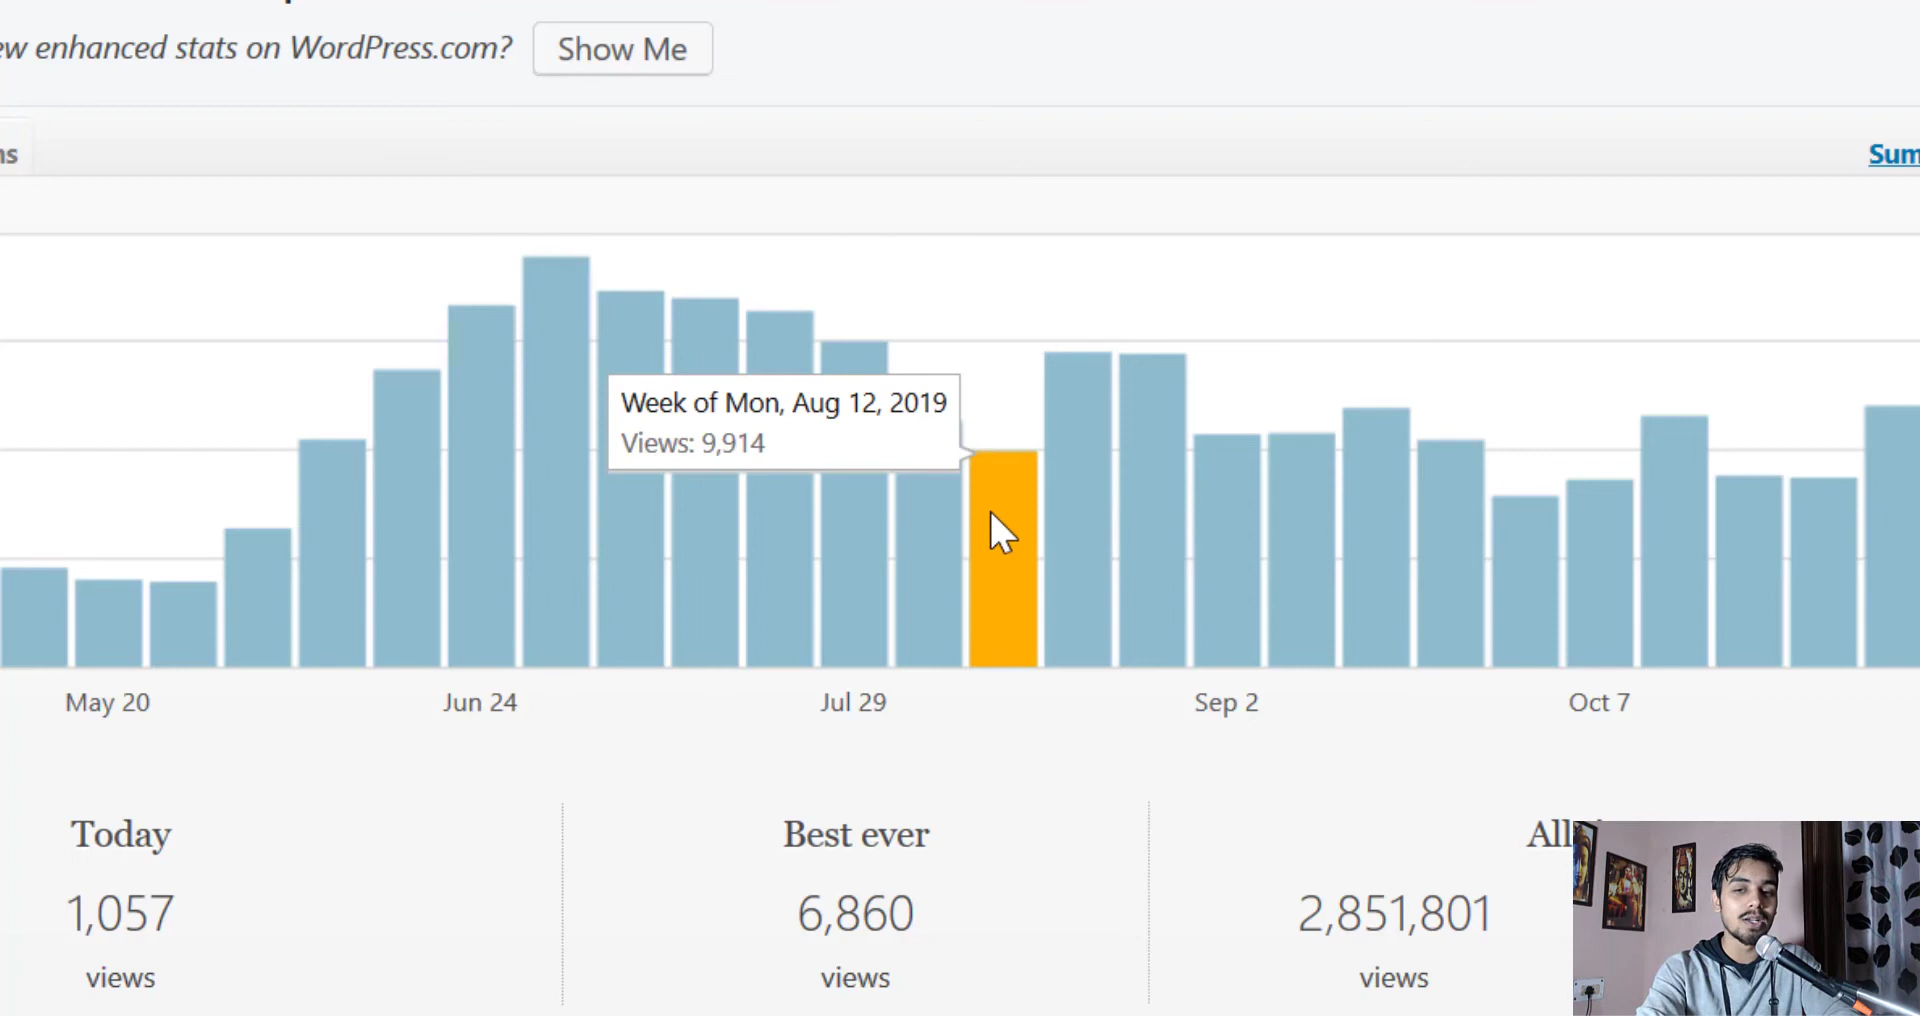 ew enhanced stats on WordPress.com? Show Me
ns
Sum
Week of Mon, Aug 12, 2019
Views: 9,914
May 20 Jun 24 Jul 29 Sep 2 Oct 7
Today Best ever All
1,057 6,860 2,851,801
views views views